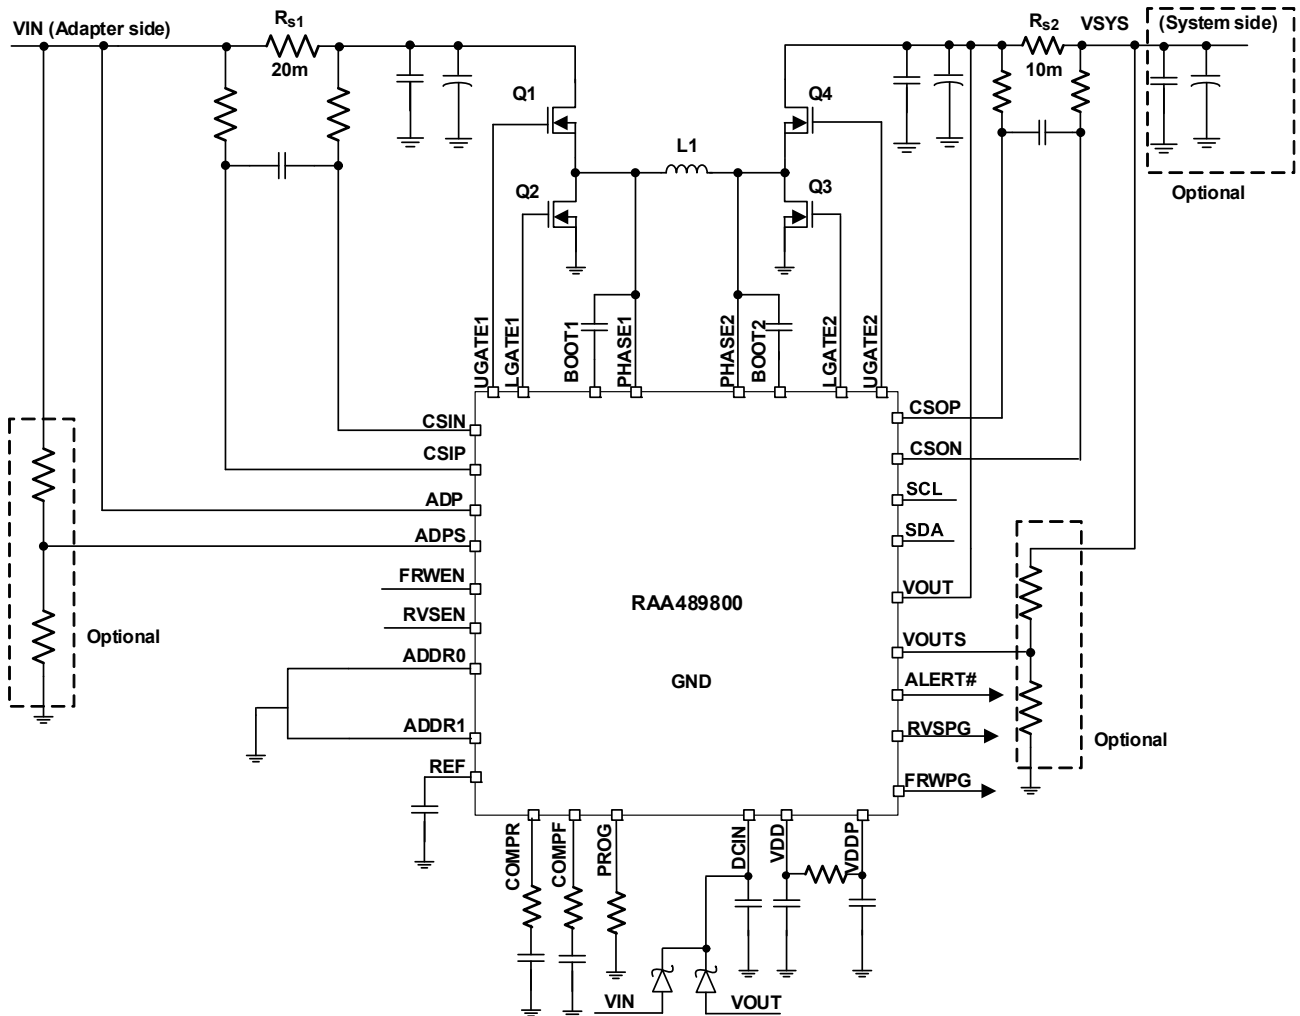 VIN (Adapter side)
Rs1
20m
Rs2
10m
VSYS
(System side)
Optional
Q1
Q2
L1
Q4
Q3
UGATE1
LGATE1
BOOT1
PHASE1
PHASE2
BOOT2
LGATE2
UGATE2
CSIN
CSIP
ADP
ADPS
FRWEN
RVSEN
ADDR0
ADDR1
REF
Optional
RAA489800
GND
CSOP
CSON
SCL
SDA
VOUT
VOUTS
ALERT#
RVSPG
FRWPG
Optional
COMPR
COMPF
PROG
DCIN
VDD
VDDP
VIN
VOUT